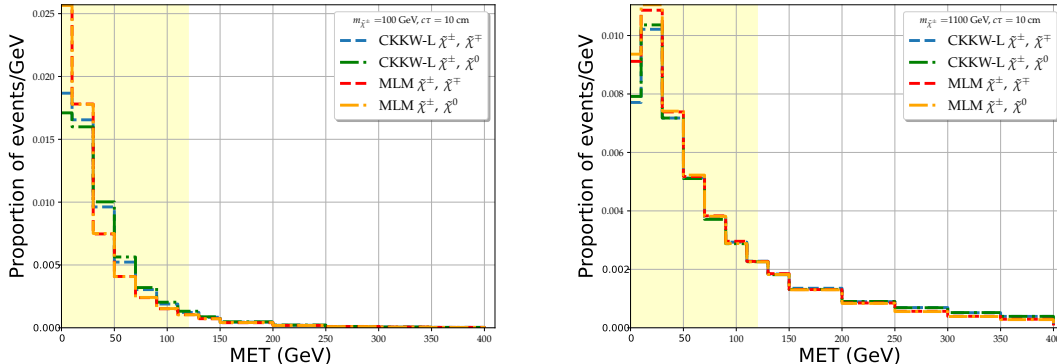 m_χ̃± =100 GeV, cτ = 10 cm
CKKW-L χ̃±, χ̃∓
CKKW-L χ̃±, χ̃0
MLM χ̃±, χ̃∓
MLM χ̃±, χ̃0
Proportion of events/GeV
0.025
0.020
0.015
0.010
0.005
0.000
0 50 100 150 200 250 300 350 400
MET (GeV)
m_χ̃± =1100 GeV, cτ = 10 cm
CKKW-L χ̃±, χ̃∓
CKKW-L χ̃±, χ̃0
MLM χ̃±, χ̃∓
MLM χ̃±, χ̃0
Proportion of events/GeV
0.010
0.008
0.006
0.004
0.002
0.000
0 50 100 150 200 250 300 350
MET (GeV)